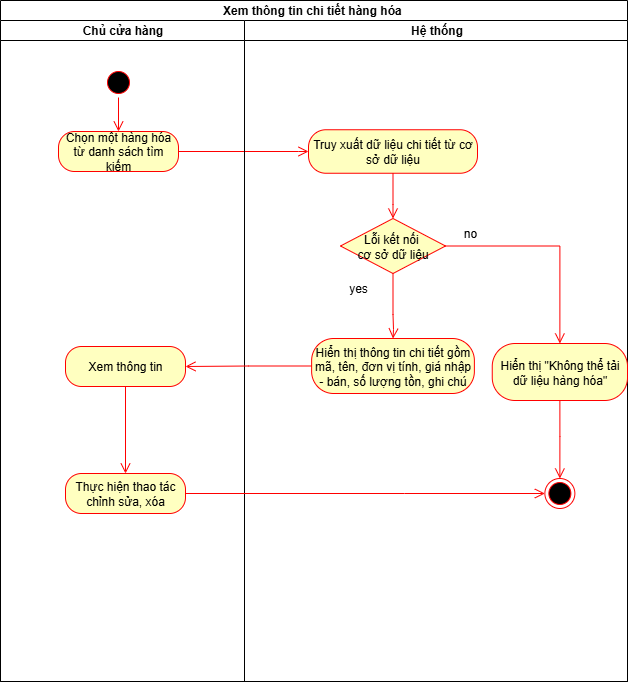 Xem thông tin chi tiết hàng hóa
Chủ cửa hàng
Hệ thống
Chọn một hàng hóa
từ danh sách tìm
kiếm
Truy xuất dữ liệu chi tiết từ cơ
sở dữ liệu
Lỗi kết nối
cơ sở dữ liệu
no
yes
Xem thông tin
Hiển thị thông tin chi tiết gồm
mã, tên, đơn vị tính, giá nhập
- bán, số lượng tồn, ghi chú
Hiển thị "Không thể tải
dữ liệu hàng hóa"
Thực hiện thao tác
chỉnh sửa, xóa